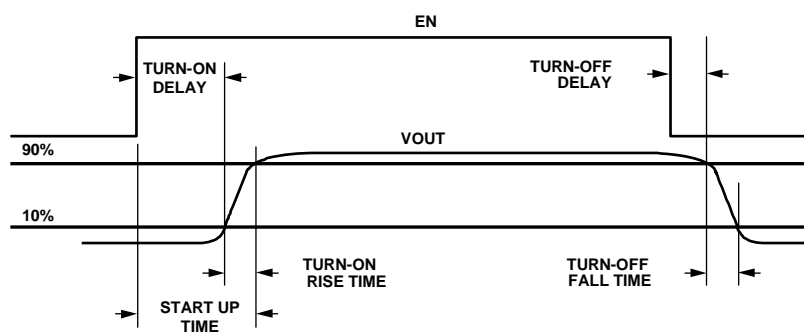 EN
TURN-ON
DELAY
TURN-OFF
DELAY
90%
VOUT
10%
TURN-ON
RISE TIME
TURN-OFF
FALL TIME
START UP
TIME